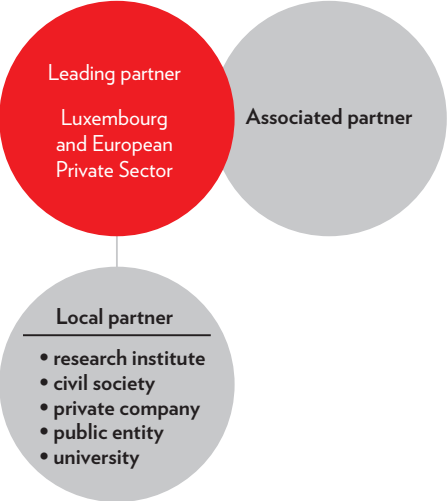 Leading partner
Luxembourg
and European
Private Sector
Associated partner
Local partner
• research institute
• civil society
• private company
• public entity
• university